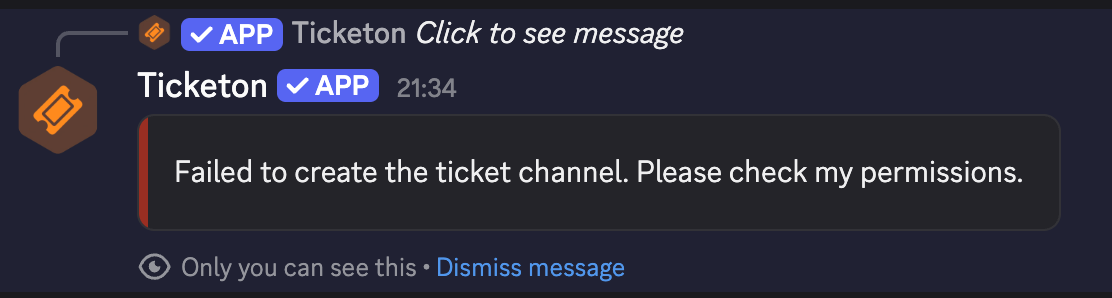 APP Ticketon Click to see message
Ticketon APP 21:34
Failed to create the ticket channel. Please check my permissions.
Only you can see this • Dismiss message